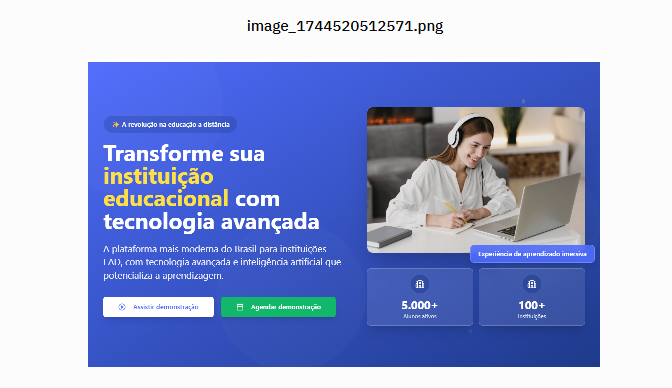 image_1744520512571.png
✨ A revolução na educação a distância
Transforme sua
instituição
educacional com
tecnologia avançada
A plataforma mais moderna do Brasil para instituições
EAD, com tecnologia avançada e inteligência artificial que
potencializa a aprendizagem.
Assistir demonstração
Agendar demonstração
Experiência de aprendizado imersiva
5.000+
Alunos ativos
100+
Instituições